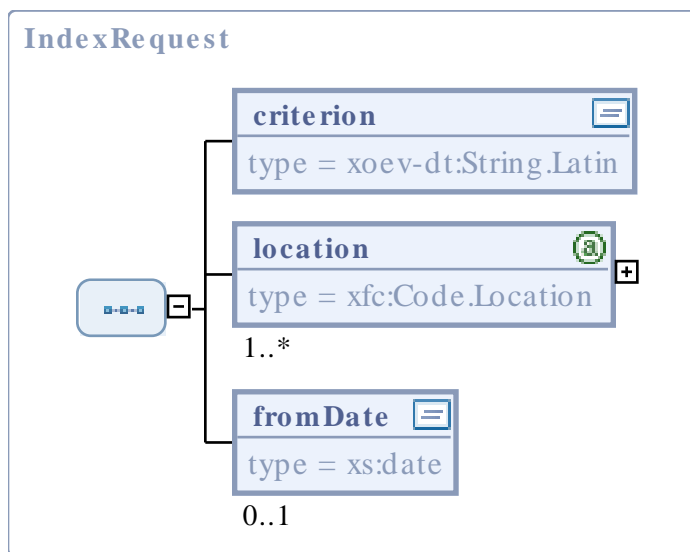 IndexRequest
criterion
type = xoev-dt:String.Latin
location
type = xfc:Code.Location
1..*
fromDate
type = xs:date
0..1